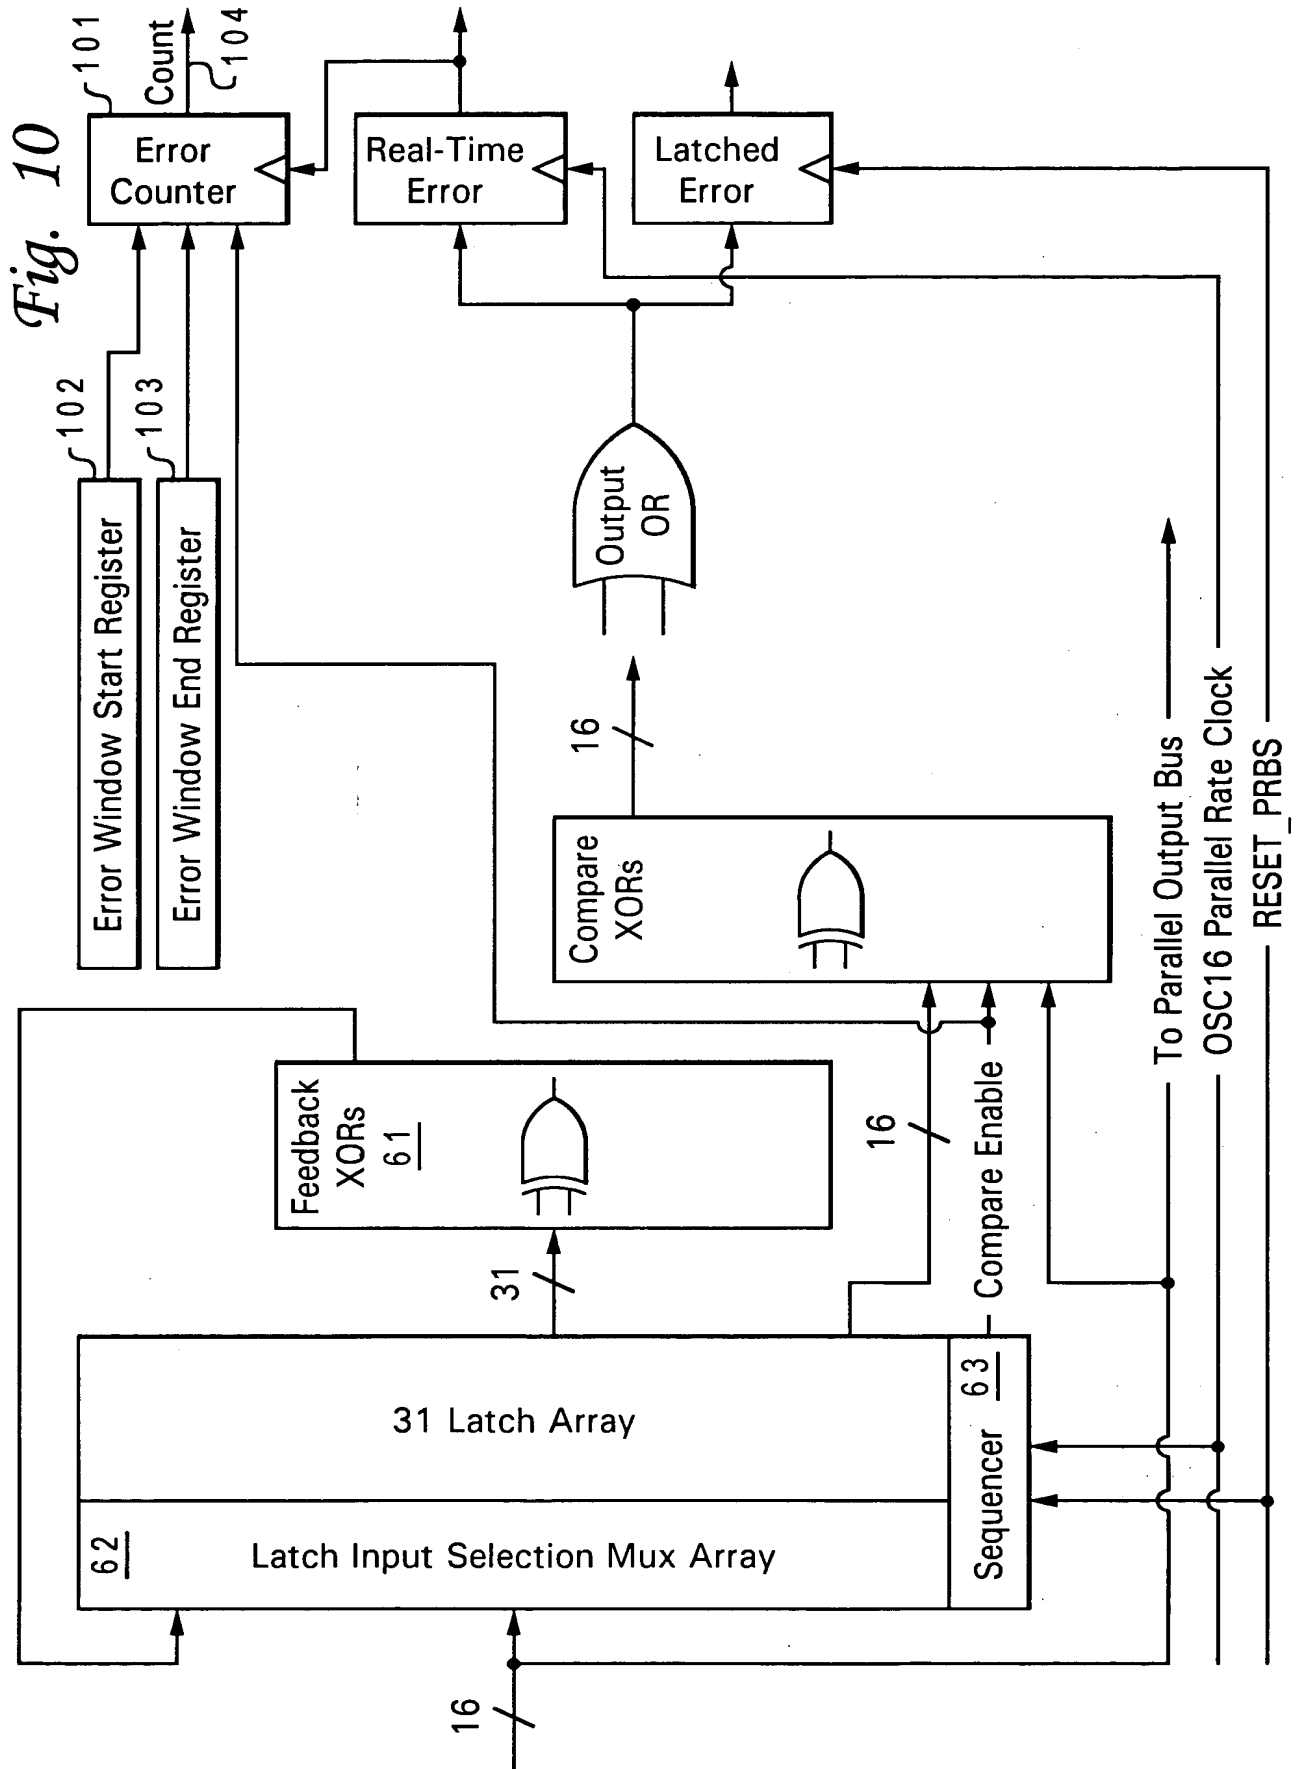 Fig. 10
Error Window Start Register
102
Error Window End Register
103
Error
Counter
101
Count
104
Real-Time
Error
Latched
Error
Feedback
XORs
61
Output
OR
16
Compare
XORs
31
31 Latch Array
62
Latch Input Selection Mux Array
Sequencer
63
Compare Enable
16
16
To Parallel Output Bus
OSC16 Parallel Rate Clock
RESET_PRBS